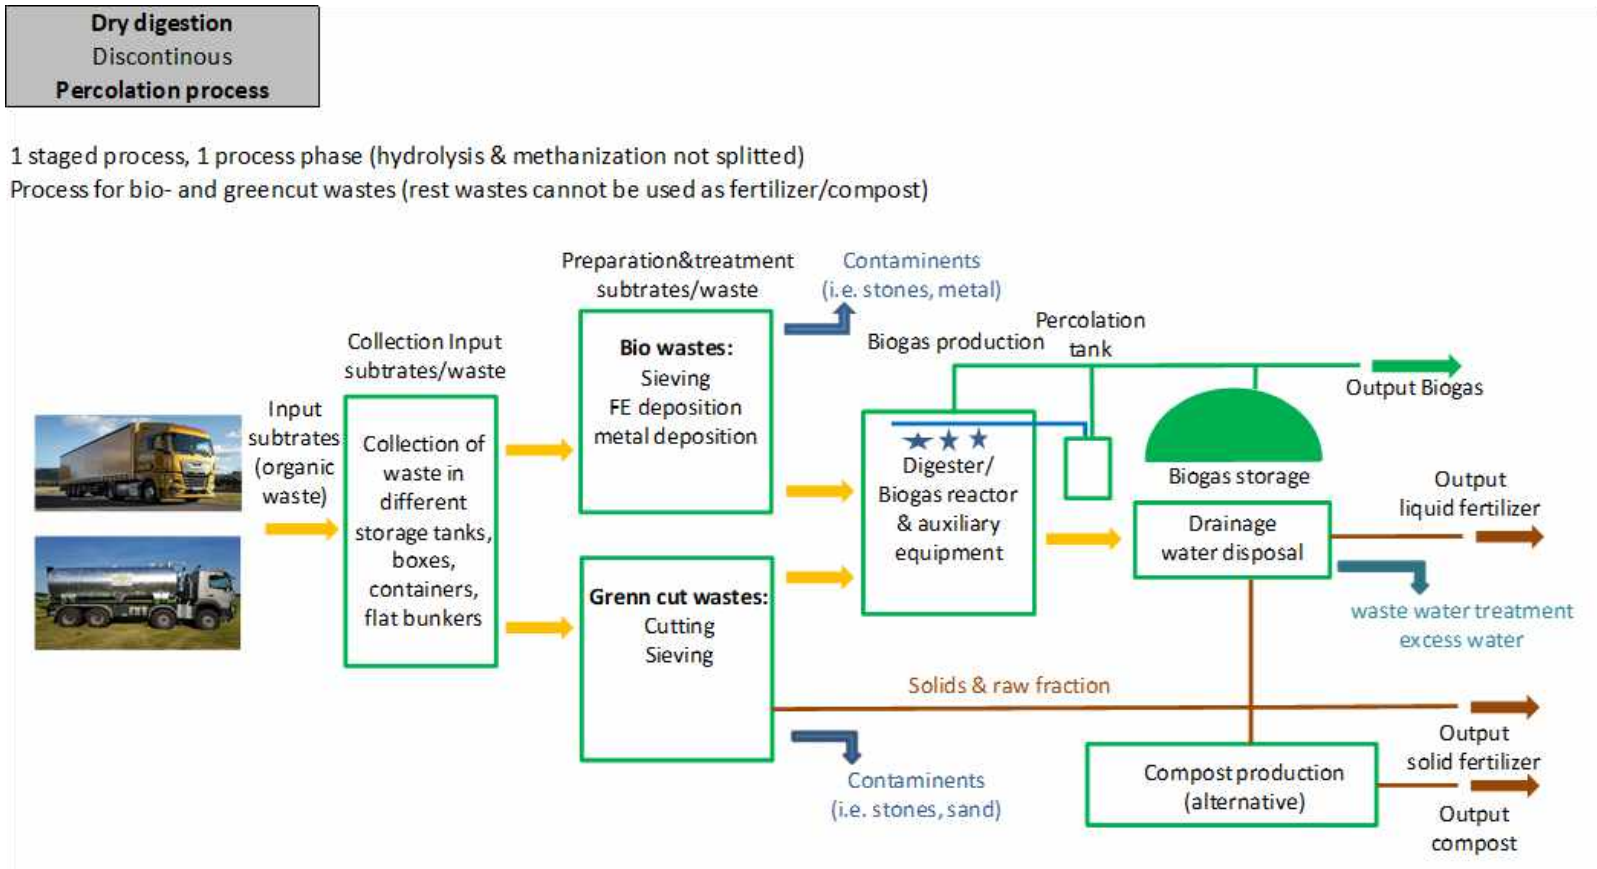 Dry digestion
Discontinous
Percolation process
1 staged process, 1 process phase (hydrolysis & methanization not splitted)
Process for bio- and greencut wastes (rest wastes cannot be used as fertilizer/compost)
Input
subtrates
(organic
waste)
Collection Input
subtrates/waste
Collection of
waste in
different
storage tanks,
boxes,
containers,
flat bunkers
Preparation&treatment
subtrates/waste
Bio wastes:
Sieving
FE deposition
metal deposition
Contaminents
(i.e. stones, metal)
Grenn cut wastes:
Cutting
Sieving
Contaminents
(i.e. stones, sand)
Biogas production
Percolation
tank
Digester/
Biogas reactor
& auxiliary
equipment
Output Biogas
Biogas storage
Drainage
water disposal
Output
liquid fertilizer
waste water treatment
excess water
Solids & raw fraction
Output
solid fertilizer
Compost production
(alternative)
Output
compost